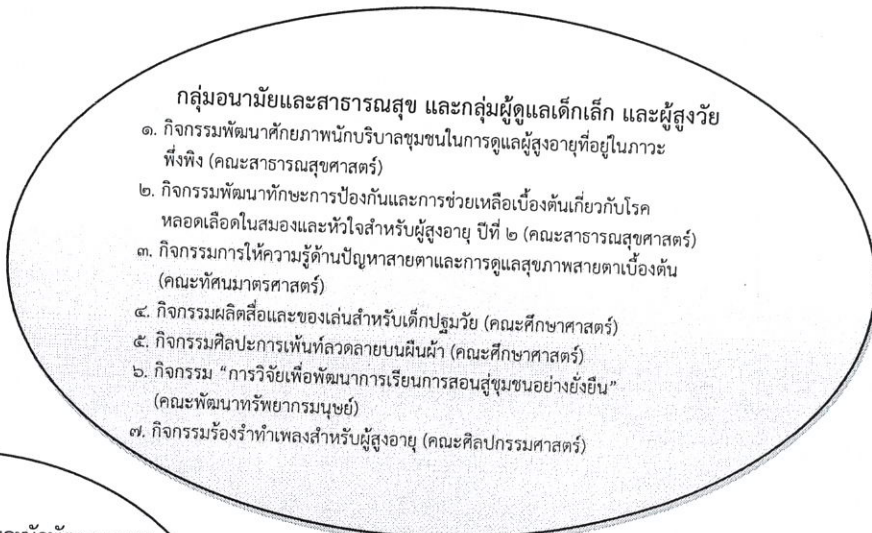 กลุ่มอนามัยและสาธารณสุข และกลุ่มผู้ดูแลเด็กเล็ก และผู้สูงวัย
๑. กิจกรรมพัฒนาศักยภาพนักบริบาลชุมชนในการดูแลผู้สูงอายุที่อยู่ในภาวะ
พึ่งพิง (คณะสาธารณสุขศาสตร์)
๒. กิจกรรมพัฒนาทักษะการป้องกันและการช่วยเหลือเบื้องต้นเกี่ยวกับโรค
หลอดเลือดในสมองและหัวใจสำหรับผู้สูงอายุ ปีที่ ๒ (คณะสาธารณสุขศาสตร์)
๓. กิจกรรมการให้ความรู้ด้านปัญหาสายตาและการดูแลสุขภาพสายตาเบื้องต้น
(คณะทัศนมาตรศาสตร์)
๔. กิจกรรมผลิตสื่อและของเล่นสำหรับเด็กปฐมวัย (คณะศึกษาศาสตร์)
๕. กิจกรรมศิลปะการเพ้นท์ลวดลายบนผืนผ้า (คณะศึกษาศาสตร์)
๖. กิจกรรม “การวิจัยเพื่อพัฒนาการเรียนการสอนสู่ชุมชนอย่างยั่งยืน”
(คณะพัฒนาทรัพยากรมนุษย์)
๗. กิจกรรมร้องรำทำเพลงสำหรับผู้สูงอายุ (คณะศิลปกรรมศาสตร์)